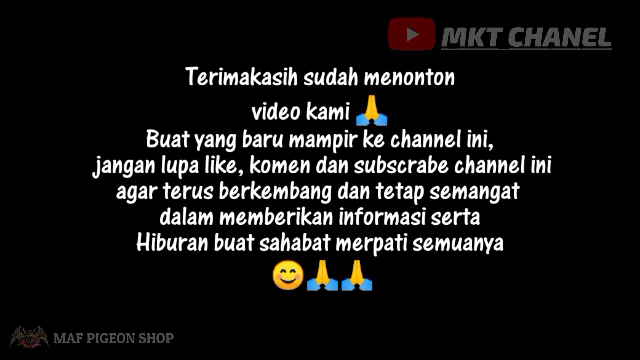 MKT CHANEL
Terimakasih sudah menonton
video kami 🙏
Buat yang baru mampir ke channel ini,
jangan lupa like, komen dan subscrabe channel ini
agar terus berkembang dan tetap semangat
dalam memberikan informasi serta
Hiburan buat sahabat merpati semuanya
😊🙏🙏
MAF PIGEON SHOP